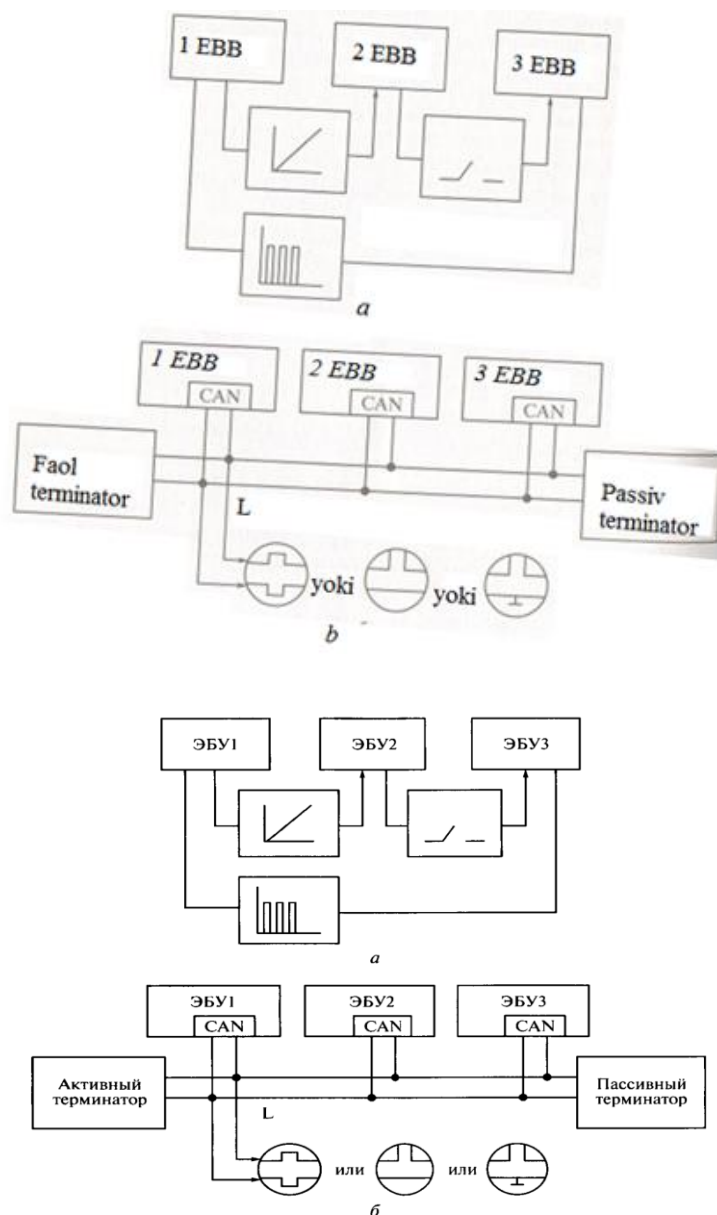 1 EBB
2 EBB
3 EBB
a
1 EBB
2 EBB
3 EBB
CAN
CAN
CAN
Faol
terminator
Passiv
terminator
L
yoki
yoki
b
ЭБУ1
ЭБУ2
ЭБУ3
а
ЭБУ1
ЭБУ2
ЭБУ3
CAN
CAN
CAN
Активный
терминатор
Пассивный
терминатор
L
или
или
б